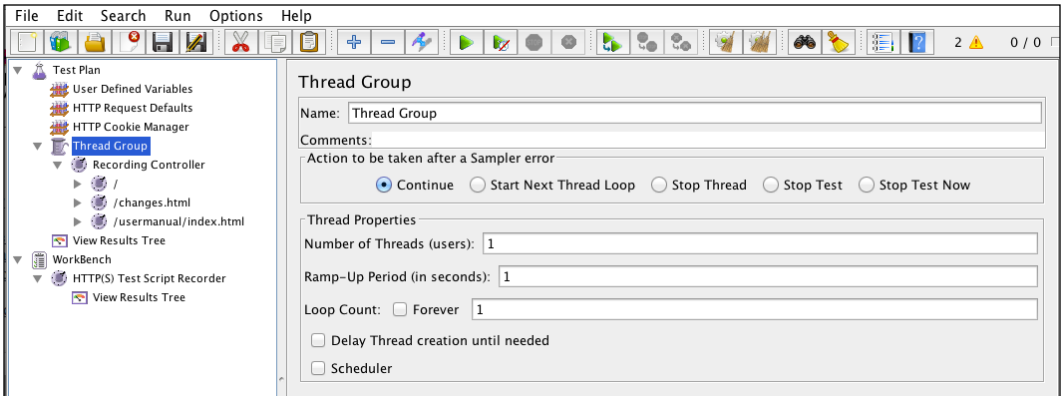 File Edit Search Run Options Help
2 0 / 0
Test Plan
User Defined Variables
HTTP Request Defaults
HTTP Cookie Manager
Thread Group
Recording Controller
/
/changes.html
/usermanual/index.html
View Results Tree
WorkBench
HTTP(S) Test Script Recorder
View Results Tree
Thread Group
Name: Thread Group
Comments:
Action to be taken after a Sampler error
Continue Start Next Thread Loop Stop Thread Stop Test Stop Test Now
Thread Properties
Number of Threads (users): 1
Ramp-Up Period (in seconds): 1
Loop Count: Forever 1
Delay Thread creation until needed
Scheduler